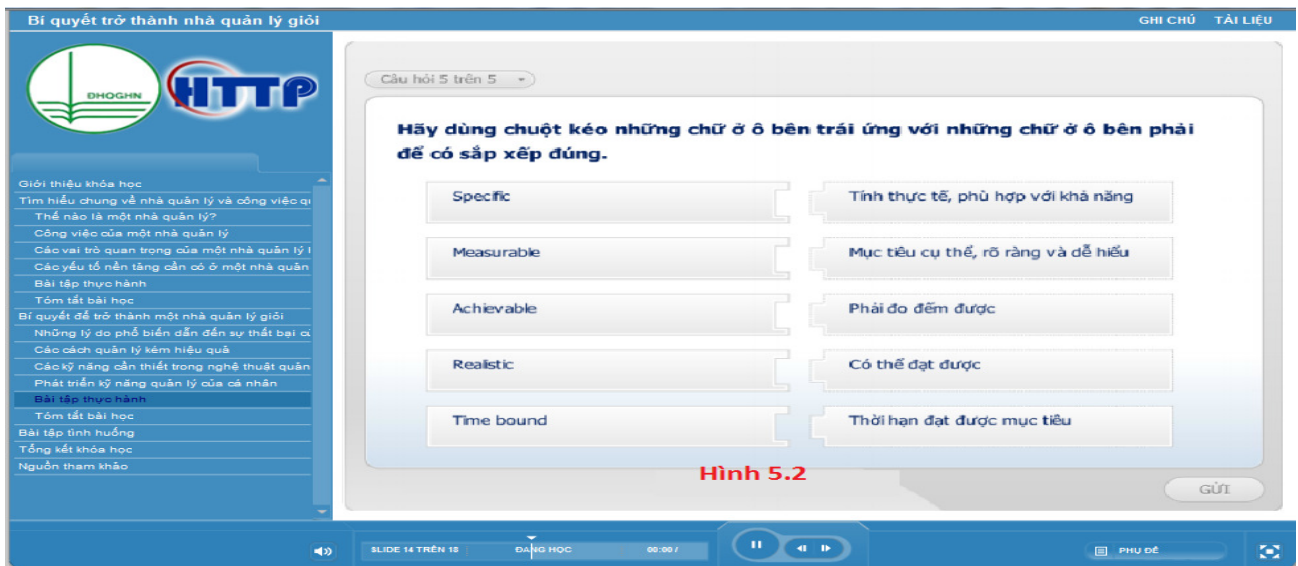 Bí quyết trở thành nhà quản lý giỏi
GHI CHÚ TÀI LIỆU
ĐHQGHN
HTTP
Giới thiệu khóa học
Tìm hiểu chung về nhà quản lý và công việc qu
Thế nào là một nhà quản lý?
Công việc của một nhà quản lý
Các vai trò quan trọng của một nhà quản lý
Các yếu tố nền tảng cần có ở một nhà quản
Bài tập thực hành
Tóm tắt bài học
Bí quyết để trở thành một nhà quản lý giỏi
Những lý do phổ biến dẫn đến sự thất bại củ
Các cách quản lý kém hiệu quả
Các kỹ năng cần thiết trong nghệ thuật quản
Phát triển kỹ năng quản lý của cá nhân
Bài tập thực hành
Tóm tắt bài học
Bài tập tình huống
Tổng kết khóa học
Nguồn tham khảo
Câu hỏi 5 trên 5
Hãy dùng chuột kéo những chữ ở ô bên trái ứng với những chữ ở ô bên phải
để có sắp xếp đúng.
Specific
Tính thực tế, phù hợp với khả năng
Measurable
Mục tiêu cụ thể, rõ ràng và dễ hiểu
Achievable
Phải đo đếm được
Realistic
Có thể đạt được
Time bound
Thời hạn đạt được mục tiêu
Hình 5.2
GỬI
SLIDE 14 TRÊN 18
ĐANG HỌC
00:00 /
PHỤ ĐỀ